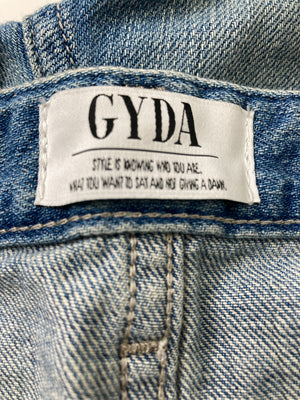 GYDA
STYLE IS KNOWING WHO YOU ARE,
WHAT YOU WANT TO SAY AND NOT GIVING A DAMN.